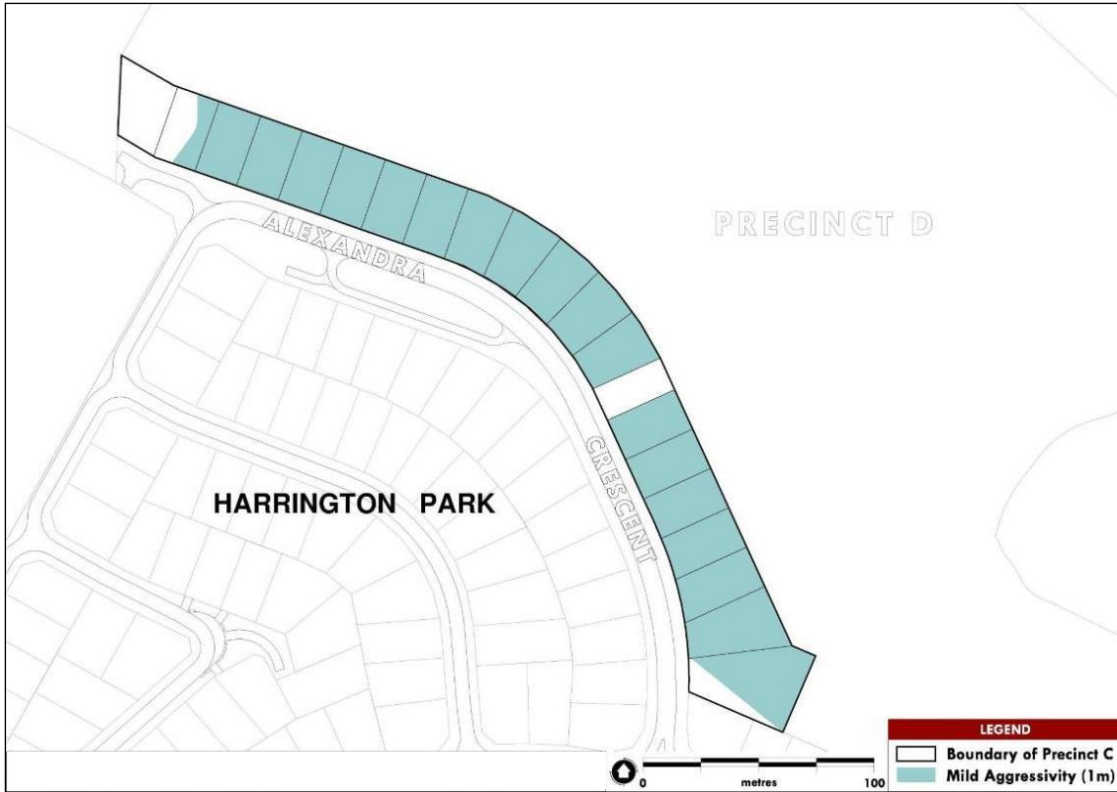 PRECINCT D
ALEXANDRA
CRESCENT
HARRINGTON PARK
LEGEND
Boundary of Precinct C
Mild Aggressivity (1m)
0 metres 100